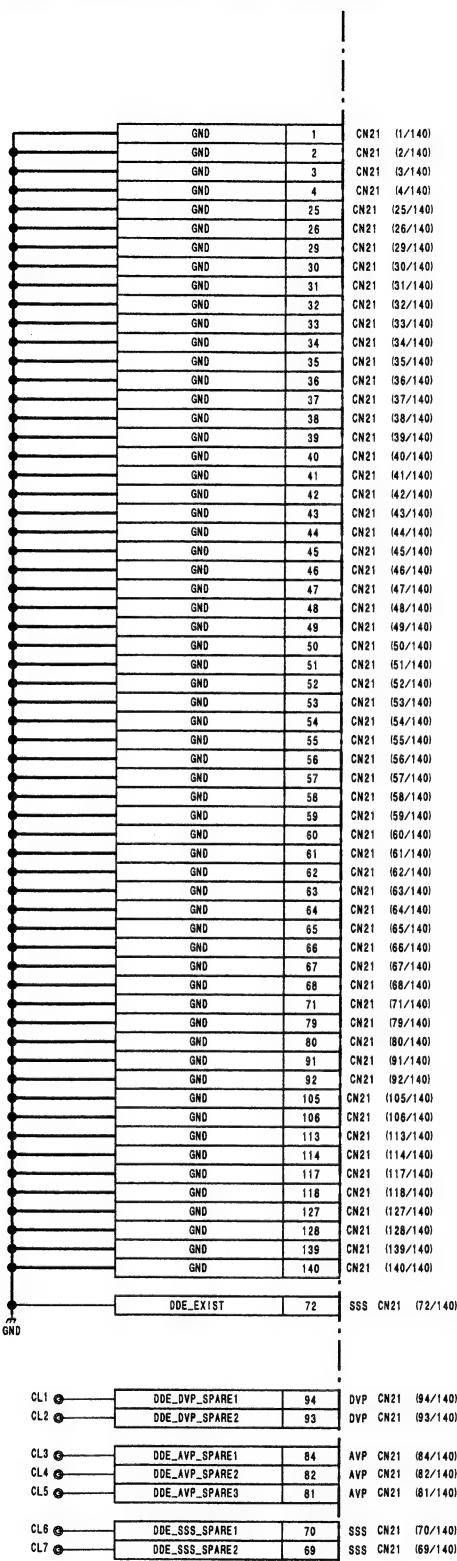 GND 1 CN21 (1/140)
GND 2 CN21 (2/140)
GND 3 CN21 (3/140)
GND 4 CN21 (4/140)
GND 25 CN21 (25/140)
GND 26 CN21 (26/140)
GND 29 CN21 (29/140)
GND 30 CN21 (30/140)
GND 31 CN21 (31/140)
GND 32 CN21 (32/140)
GND 33 CN21 (33/140)
GND 34 CN21 (34/140)
GND 35 CN21 (35/140)
GND 36 CN21 (36/140)
GND 37 CN21 (37/140)
GND 38 CN21 (38/140)
GND 39 CN21 (39/140)
GND 40 CN21 (40/140)
GND 41 CN21 (41/140)
GND 42 CN21 (42/140)
GND 43 CN21 (43/140)
GND 44 CN21 (44/140)
GND 45 CN21 (45/140)
GND 46 CN21 (46/140)
GND 47 CN21 (47/140)
GND 48 CN21 (48/140)
GND 49 CN21 (49/140)
GND 50 CN21 (50/140)
GND 51 CN21 (51/140)
GND 52 CN21 (52/140)
GND 53 CN21 (53/140)
GND 54 CN21 (54/140)
GND 55 CN21 (55/140)
GND 56 CN21 (56/140)
GND 57 CN21 (57/140)
GND 58 CN21 (58/140)
GND 59 CN21 (59/140)
GND 60 CN21 (60/140)
GND 61 CN21 (61/140)
GND 62 CN21 (62/140)
GND 63 CN21 (63/140)
GND 64 CN21 (64/140)
GND 65 CN21 (65/140)
GND 66 CN21 (66/140)
GND 67 CN21 (67/140)
GND 68 CN21 (68/140)
GND 71 CN21 (71/140)
GND 79 CN21 (79/140)
GND 80 CN21 (80/140)
GND 91 CN21 (91/140)
GND 92 CN21 (92/140)
GND 105 CN21 (105/140)
GND 106 CN21 (106/140)
GND 113 CN21 (113/140)
GND 114 CN21 (114/140)
GND 117 CN21 (117/140)
GND 118 CN21 (118/140)
GND 127 CN21 (127/140)
GND 128 CN21 (128/140)
GND 139 CN21 (139/140)
GND 140 CN21 (140/140)
DDE_EXIST 72 SSS CN21 (72/140)
GND
CL1 DDE_DVP_SPARE1 94 DVP CN21 (94/140)
CL2 DDE_DVP_SPARE2 93 DVP CN21 (93/140)
CL3 DDE_AVP_SPARE1 84 AVP CN21 (84/140)
CL4 DDE_AVP_SPARE2 82 AVP CN21 (82/140)
CL5 DDE_AVP_SPARE3 81 AVP CN21 (81/140)
CL6 DDE_SSS_SPARE1 70 SSS CN21 (70/140)
CL7 DDE_SSS_SPARE2 69 SSS CN21 (69/140)